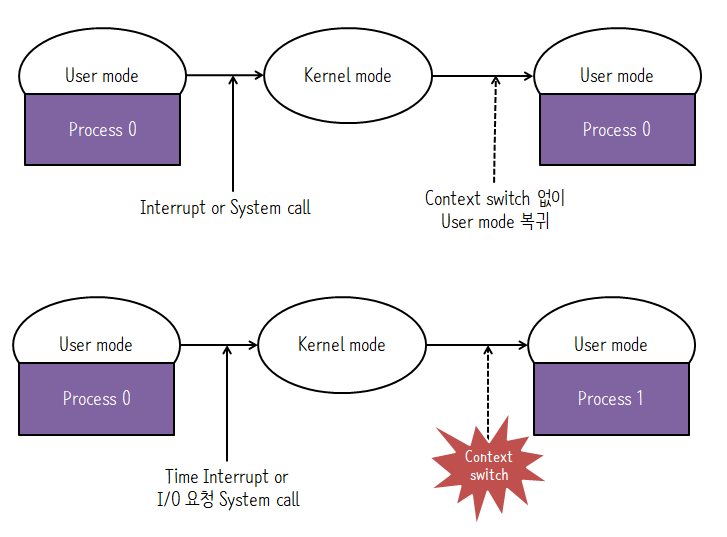 User mode
Kernel mode
User mode
Process 0
Process 0
Interrupt or System call
Context switch 없이
User mode 복귀
User mode
Kernel mode
User mode
Process 0
Process 1
Time Interrupt or
I/O 요청 System call
Context
switch